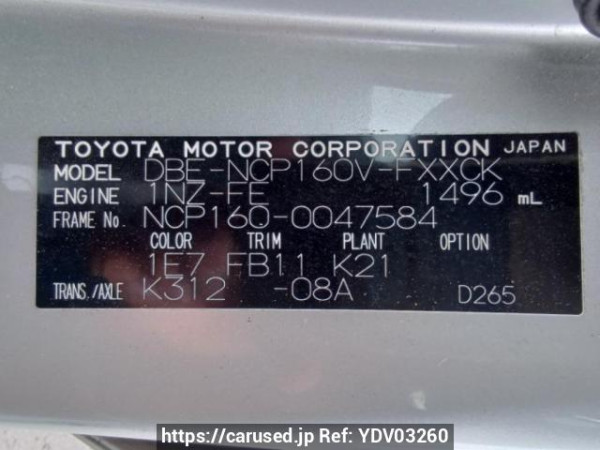 TOYOTA MOTOR CORPORATION JAPAN
MODEL DBE-NCP160V-FXXCK
ENGINE 1NZ-FE 1496 mL
FRAME No. NCP160-0047584
COLOR TRIM PLANT OPTION
1E7 FB11 K21
TRANS./AXLE K312 -08A D265
https://carused.jp Ref: YDV03260